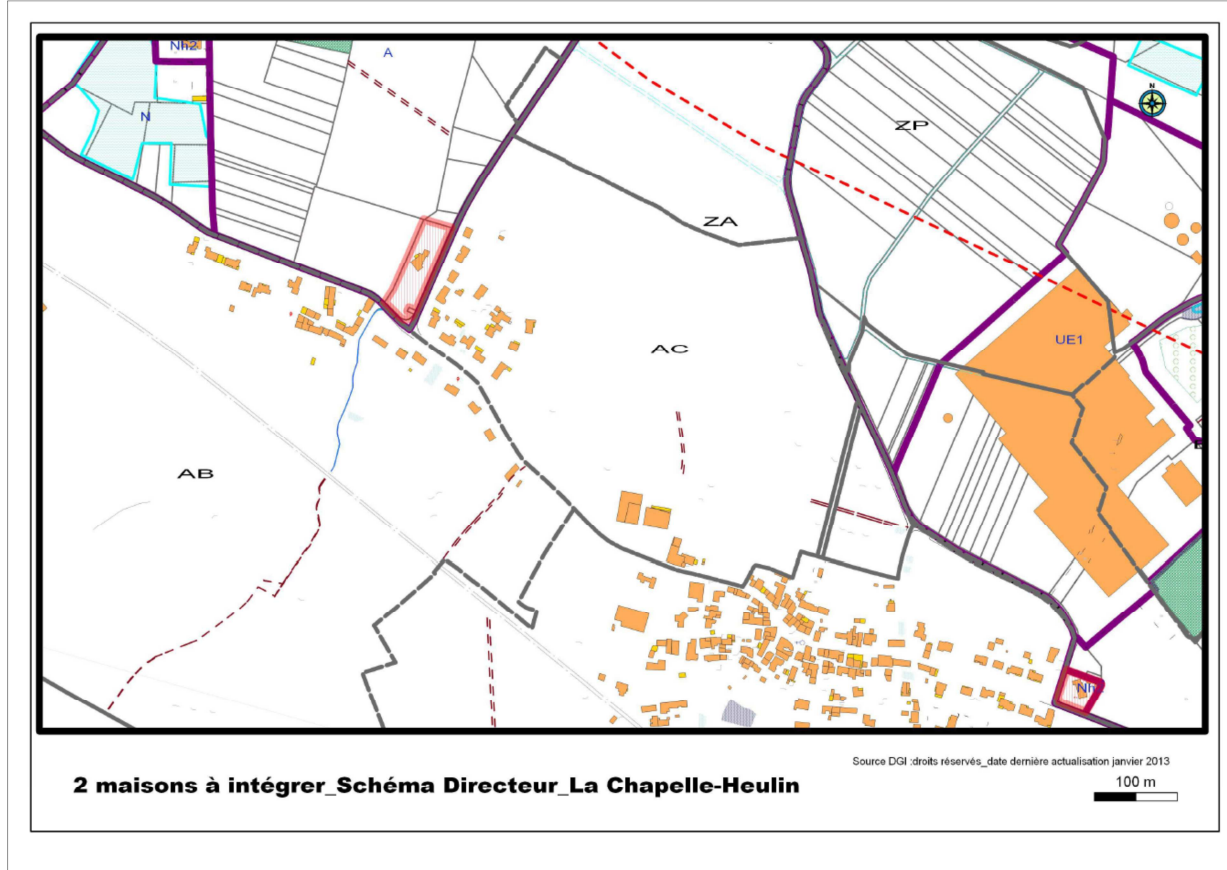 Nh2
A
N
N
ZP
ZA
UE1
AC
AB
Source DGI :droits réservés_date dernière actualisation janvier 2013
2 maisons à intégrer_Schéma Directeur_La Chapelle-Heulin
100 m